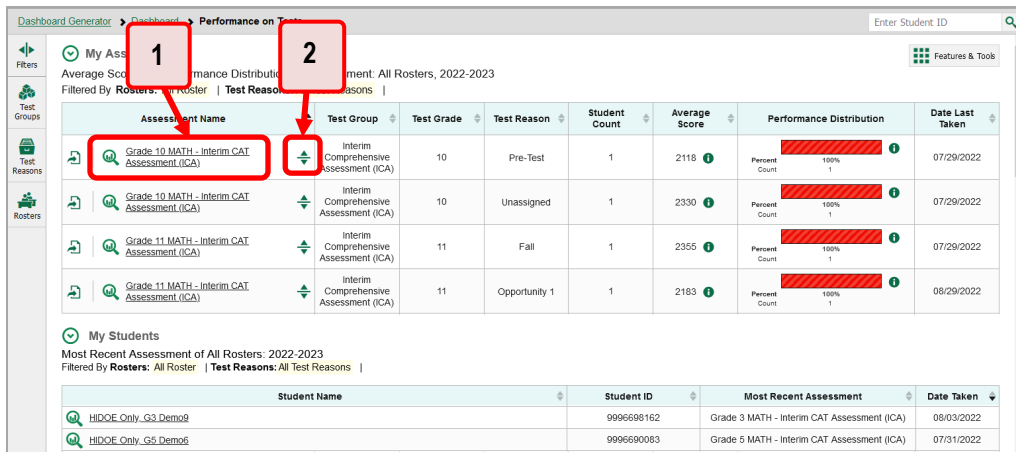 Dashboard Generator > Dashboard > Performance on Tests
Enter Student ID
1
2
Filters
Test Groups
Test Reasons
Rosters
My Ass
Features & Tools
Average Sco rmance Distributio ment: All Rosters, 2022-2023
Filtered By Rosters: All Roster | Test Reason easons |
Assessment Name Test Group Test Grade Test Reason Student Count Average Score Performance Distribution Date Last Taken
Grade 10 MATH - Interim CAT Assessment (ICA) Interim Comprehensive Assessment (ICA) 10 Pre-Test 1 2118 Percent 100% Count 1 07/29/2022
Grade 10 MATH - Interim CAT Assessment (ICA) Interim Comprehensive Assessment (ICA) 10 Unassigned 1 2330 Percent 100% Count 1 07/29/2022
Grade 11 MATH - Interim CAT Assessment (ICA) Interim Comprehensive Assessment (ICA) 11 Fall 1 2355 Percent 100% Count 1 07/29/2022
Grade 11 MATH - Interim CAT Assessment (ICA) Interim Comprehensive Assessment (ICA) 11 Opportunity 1 1 2183 Percent 100% Count 1 08/29/2022
My Students
Most Recent Assessment of All Rosters: 2022-2023
Filtered By Rosters: All Roster | Test Reasons: All Test Reasons |
Student Name Student ID Most Recent Assessment Date Taken
HIDOE Only, G3 Demo9 9996698162 Grade 3 MATH - Interim CAT Assessment (ICA) 08/03/2022
HIDOE Only, G5 Demo6 9996690083 Grade 5 MATH - Interim CAT Assessment (ICA) 07/31/2022